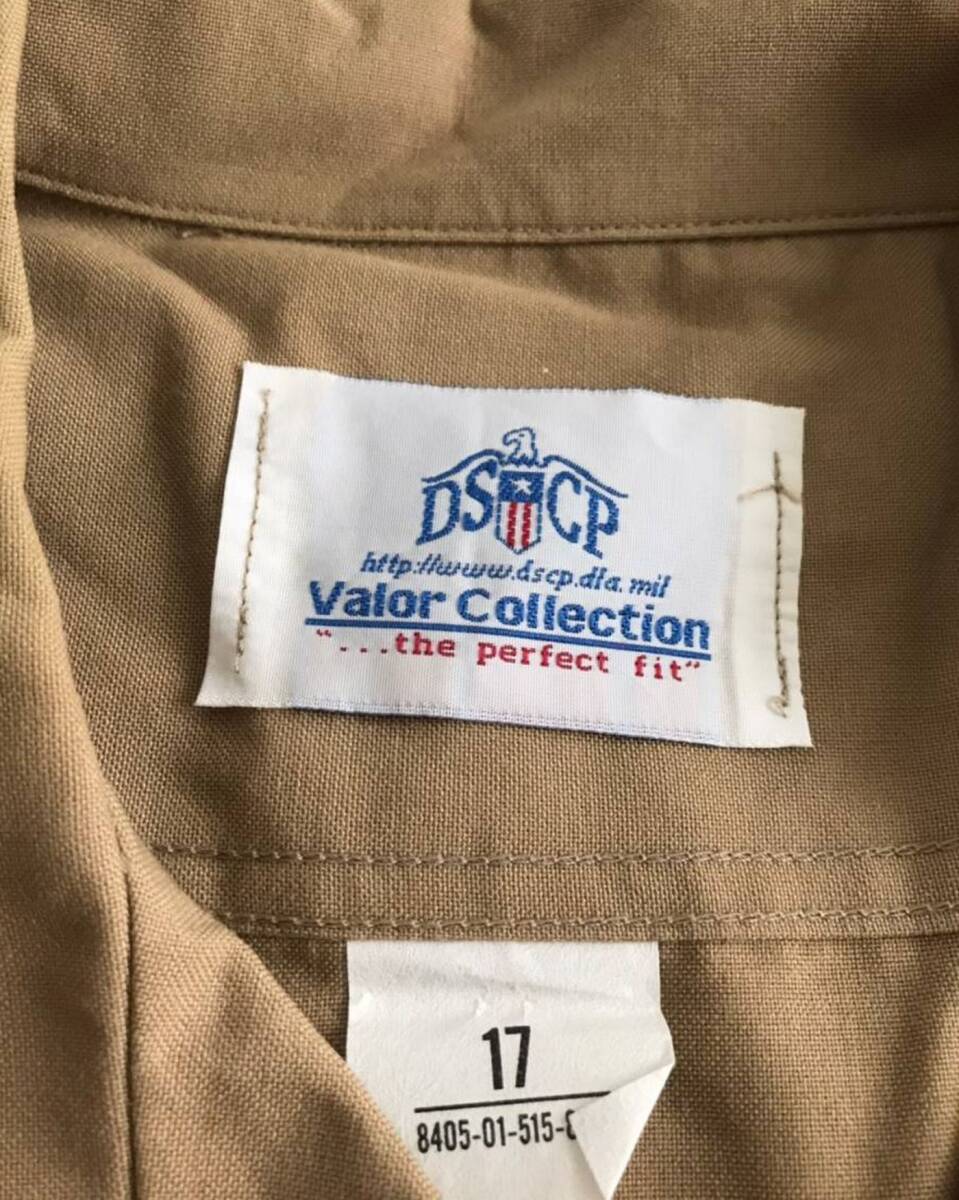 DSCP
http://www.dscp.dla.mil
Valor Collection
"...the perfect fit"
17
8405-01-515-